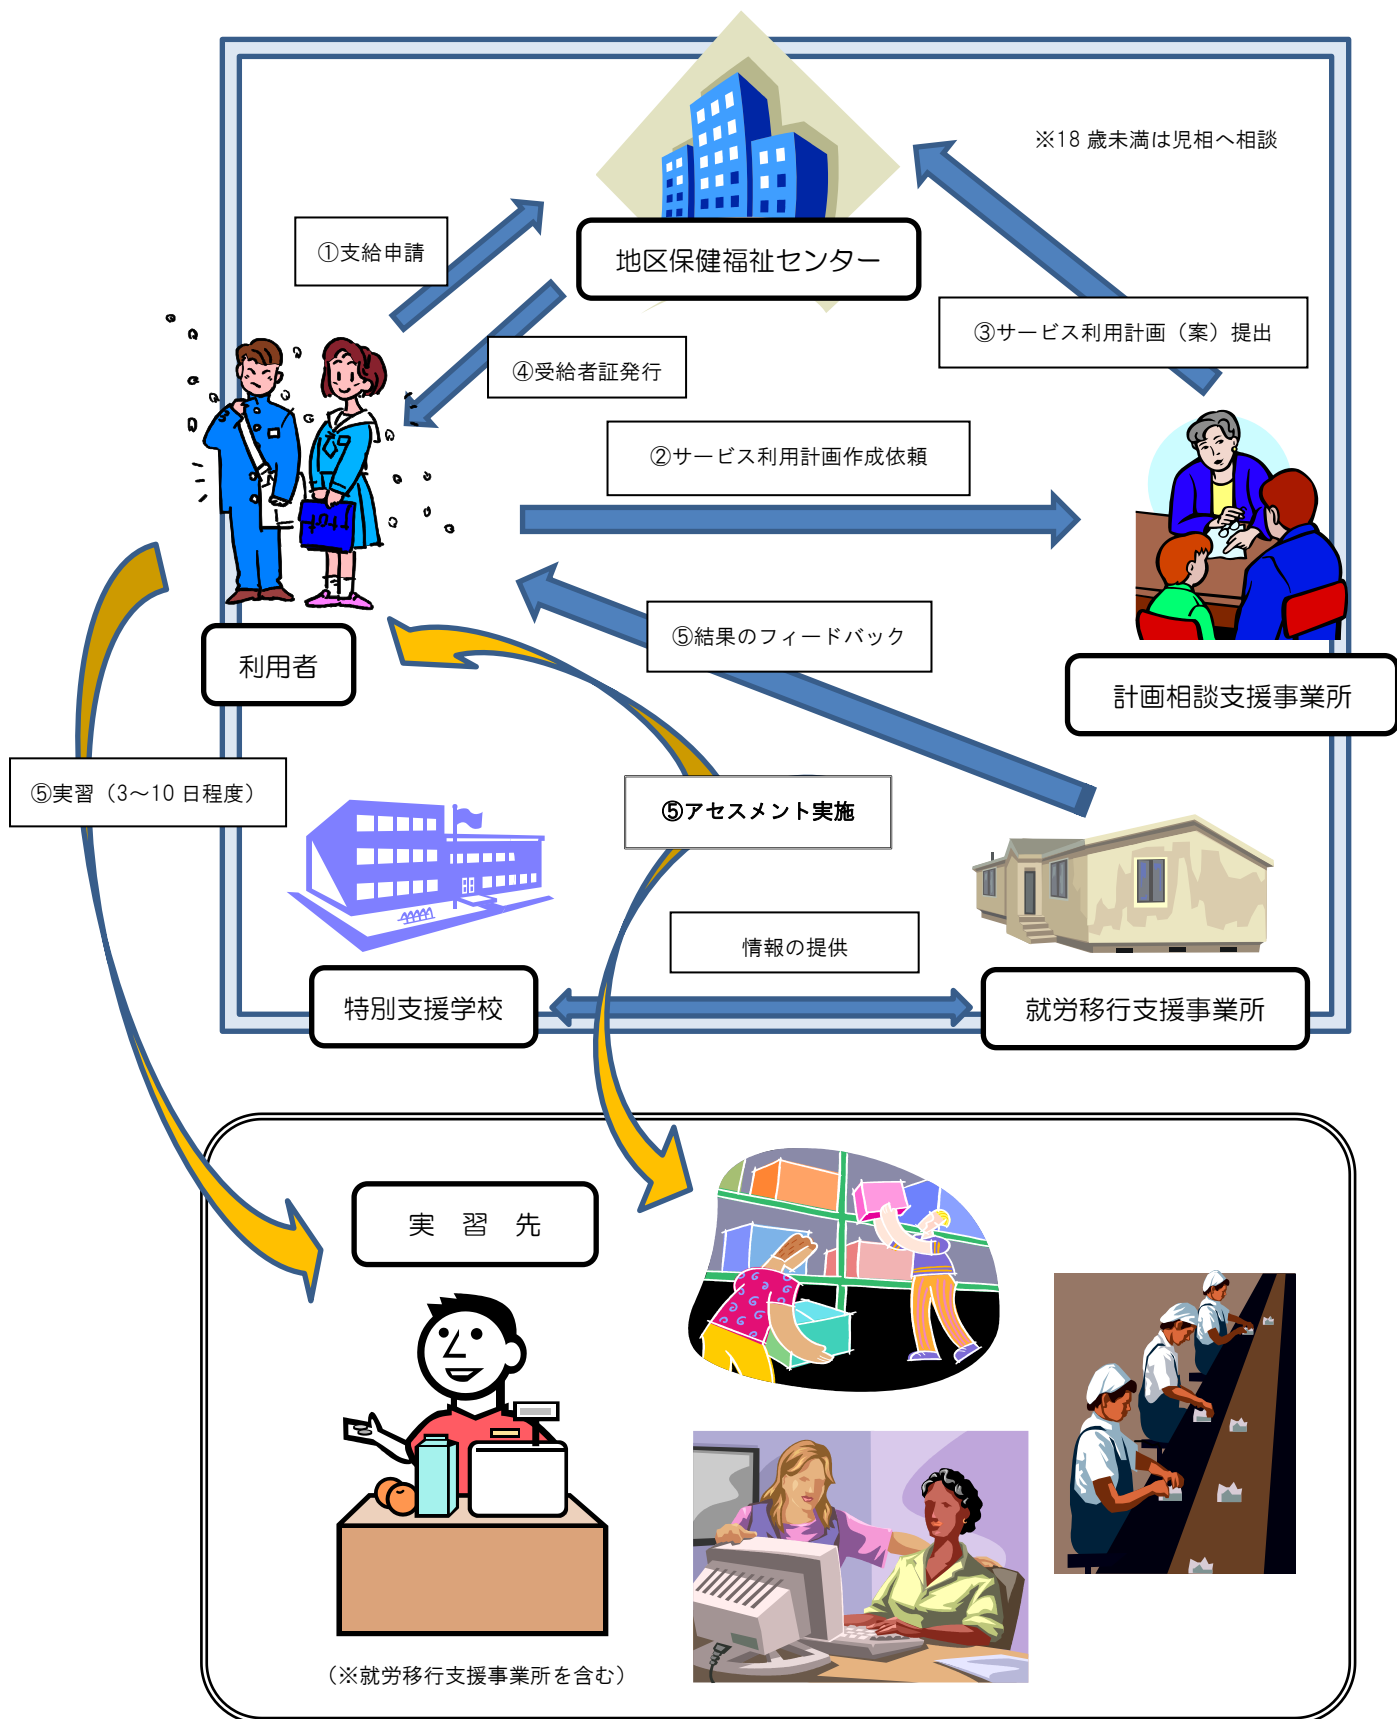 ※18歳未満は児相へ相談
①支給申請
地区保健福祉センター
③サービス利用計画（案）提出
④受給者証発行
②サービス利用計画作成依頼
⑤結果のフィードバック
利用者
計画相談支援事業所
⑤実習（3～10日程度）
⑤アセスメント実施
情報の提供
特別支援学校
就労移行支援事業所
実　習　先
（※就労移行支援事業所を含む）